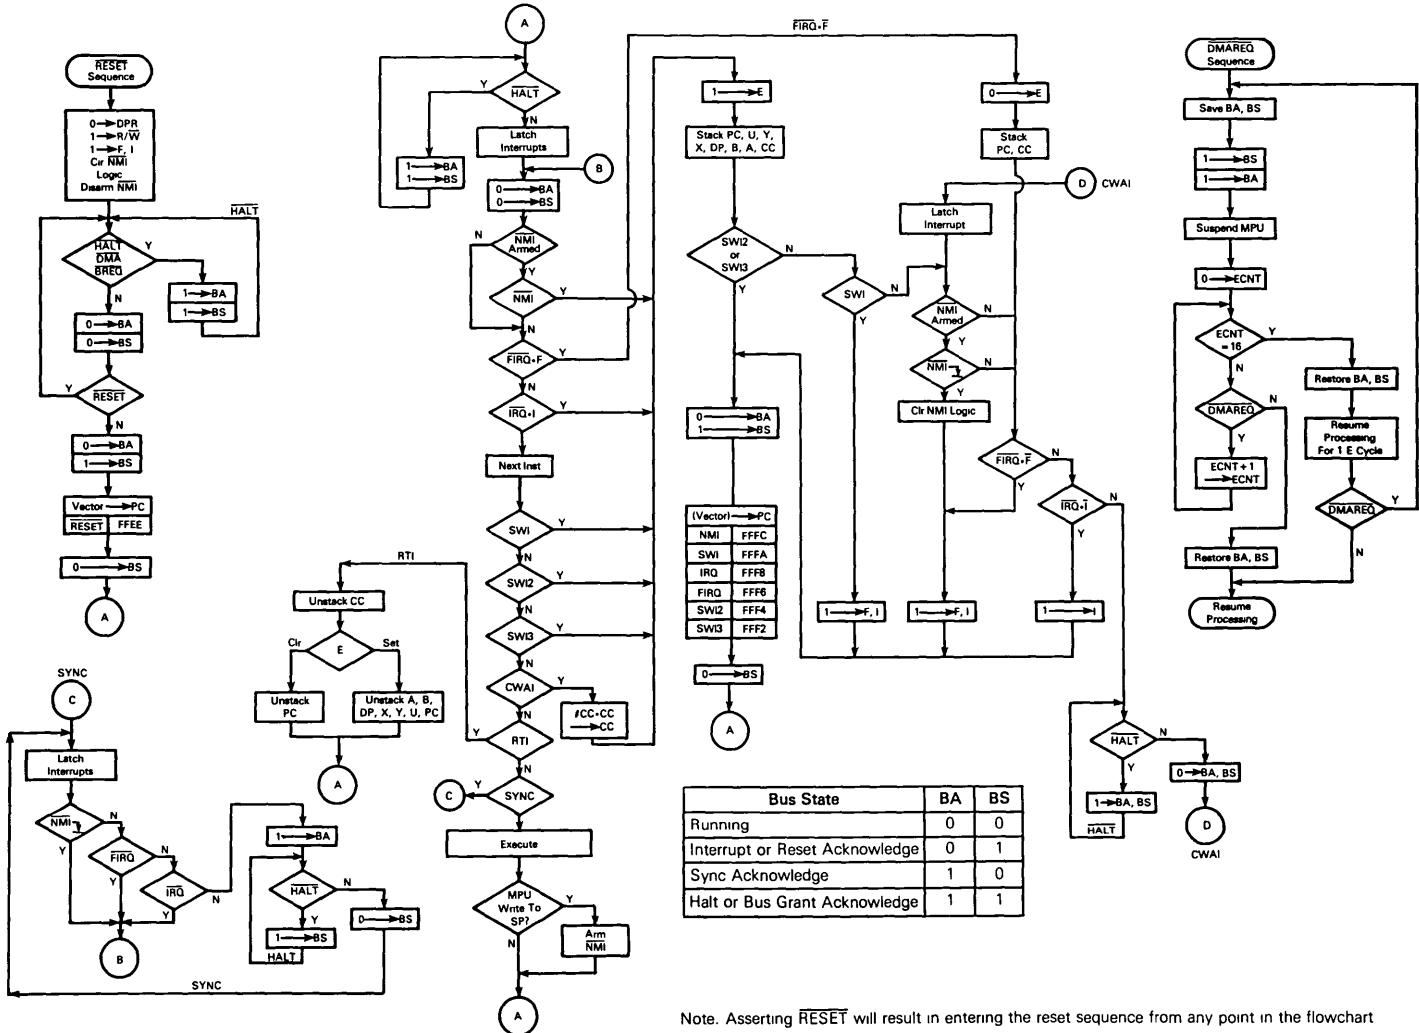 RESET
Sequence
0→DPR
1→R/W
1→F, I
Clr NMI
Logic
Disarm NMI
HALT
HALT
DMA
BREQ
Y
N
1→BA
1→BS
0→BA
0→BS
RESET
Y
N
0→BA
1→BS
Vector→PC
RESET FFEE
0→BS
A
A
HALT
Y
N
1→BA
1→BS
Latch
Interrupts
B
0→BA
0→BS
NMI
Armed
N
Y
NMI
Y
N
FIRQ•F
Y
N
IRQ•I
Y
N
Next Inst
SWI
Y
N
SWI2
Y
N
SWI3
Y
N
CWAI
Y
N
#CC•CC
→CC
RTI
Y
N
SYNC
Y
N
C
Execute
MPU
Write To
SP?
Y
N
Arm
NMI
A
RTI
Unstack CC
E
Clr
Set
Unstack
PC
Unstack A, B,
DP, X, Y, U, PC
A
SYNC
C
Latch
Interrupts
NMI
N
Y
FIRQ
N
Y
IRQ
N
Y
B
1→BA
HALT
N
Y
1→BS
HALT
0→BS
SYNC
FIRQ•F
1→E
Stack PC, U, Y,
X, DP, B, A, CC
SWI2
or
SWI3
N
Y
0→BA
1→BS
(Vector)→PC
NMI FFFC
SWI FFFA
IRQ FFF8
FIRQ FFF6
SWI2 FFF4
SWI3 FFF2
0→BS
A
SWI
N
Y
1→F, I
0→E
Stack
PC, CC
D CWAI
Latch
Interrupt
NMI
Armed
N
Y
NMI
N
Y
Clr NMI Logic
1→F, I
FIRQ•F
N
Y
IRQ•I
N
Y
1→I
HALT
N
Y
1→BA, BS
HALT
0→BA, BS
D
CWAI
DMAREQ
Sequence
Save BA, BS
1→BS
1→BA
Suspend MPU
0→ECNT
ECNT
=16
Y
N
DMAREQ
N
Y
ECNT+1
→ECNT
Restore BA, BS
Resume
Processing
For 1 E Cycle
DMAREQ
Y
N
Restore BA, BS
Resume
Processing
Bus State BA BS
Running 0 0
Interrupt or Reset Acknowledge 0 1
Sync Acknowledge 1 0
Halt or Bus Grant Acknowledge 1 1
Note. Asserting RESET will result in entering the reset sequence from any point in the flowchart